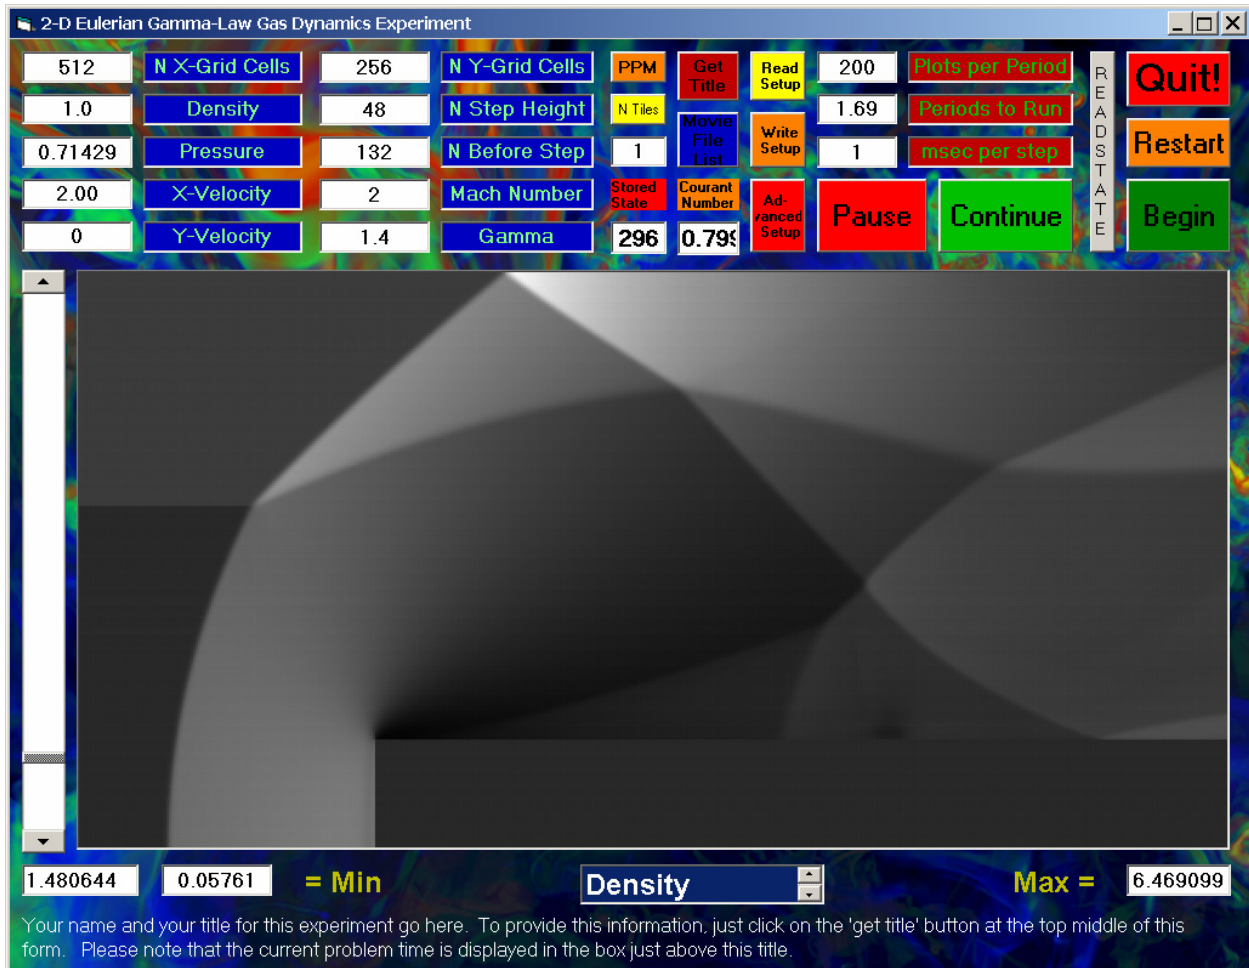 2-D Eulerian Gamma-Law Gas Dynamics Experiment
512 N X-Grid Cells 256 N Y-Grid Cells PPM Get Title Read Setup 200 Plots per Period READSTATE Quit!
1.0 Density 48 N Step Height N Tiles Movie File List Write Setup 1.69 Periods to Run Restart
0.71429 Pressure 132 N Before Step 1 1 msec per step
2.00 X-Velocity 2 Mach Number Stored State Courant Number Ad-vanced Setup Pause Continue Begin
0 Y-Velocity 1.4 Gamma 296 0.799
1.480644 0.05761 = Min Density Max = 6.469099
Your name and your title for this experiment go here. To provide this information, just click on the 'get title' button at the top middle of this
form. Please note that the current problem time is displayed in the box just above this title.